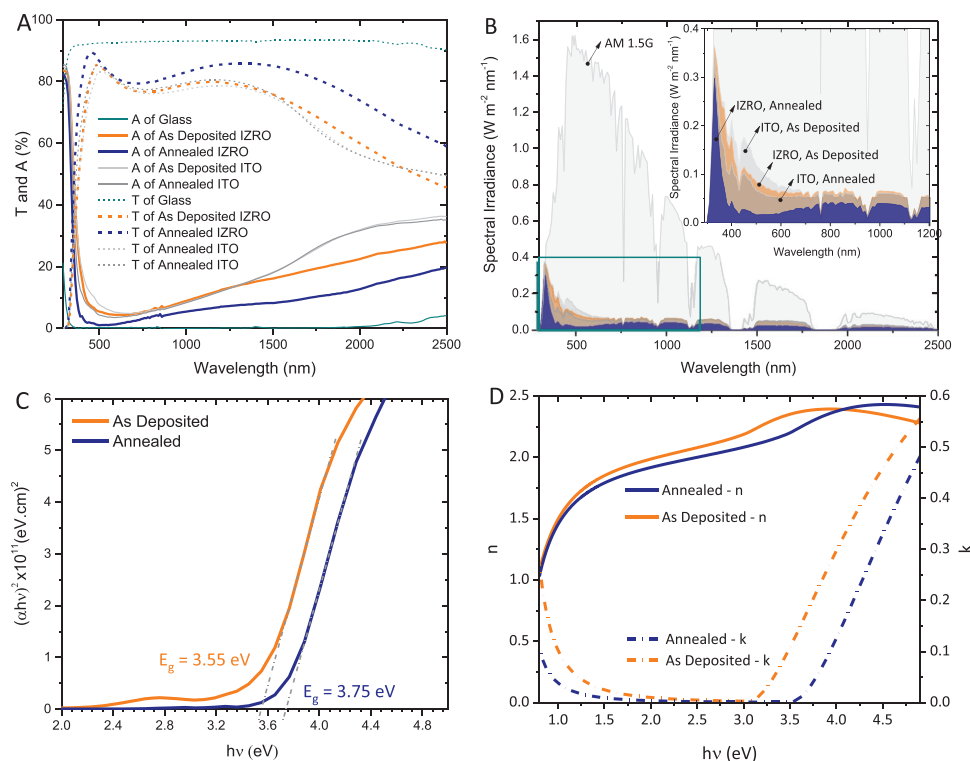 A
100
80
60
40
20
0
T and A (%)
A of Glass
A of As Deposited IZRO
A of Annealed IZRO
A of As Deposited ITO
A of Annealed ITO
T of Glass
T of As Deposited IZRO
T of Annealed IZRO
T of Annealed ITO
T of Annealed ITO
500 1000 1500 2000 2500
Wavelength (nm)
B
1.6
1.4
1.2
1.0
0.8
0.6
0.4
0.2
0.0
Spectral Irradiance (W m⁻² nm⁻¹)
AM 1.5G
500 1000 1500 2000 2500
Wavelength (nm)
0.4
0.3
0.2
0.1
0.0
Spectral Irradiance (W m⁻² nm⁻¹)
IZRO, Annealed
ITO, As Deposited
IZRO, As Deposited
ITO, Annealed
400 600 800 1000 1200
Wavelength (nm)
C
6
5
4
3
2
1
0
(αhν)² x10¹¹(eV.cm)²
As Deposited
Annealed
E_g = 3.55 eV
E_g = 3.75 eV
2.0 2.4 2.8 3.2 3.6 4.0 4.4 4.8
hν (eV)
D
2.5
2.0
1.5
1.0
0.5
0.0
n
Annealed - n
As Deposited - n
Annealed - k
As Deposited - k
0.6
0.5
0.4
0.3
0.2
0.1
0.0
k
1.0 1.5 2.0 2.5 3.0 3.5 4.0 4.5
hν (eV)